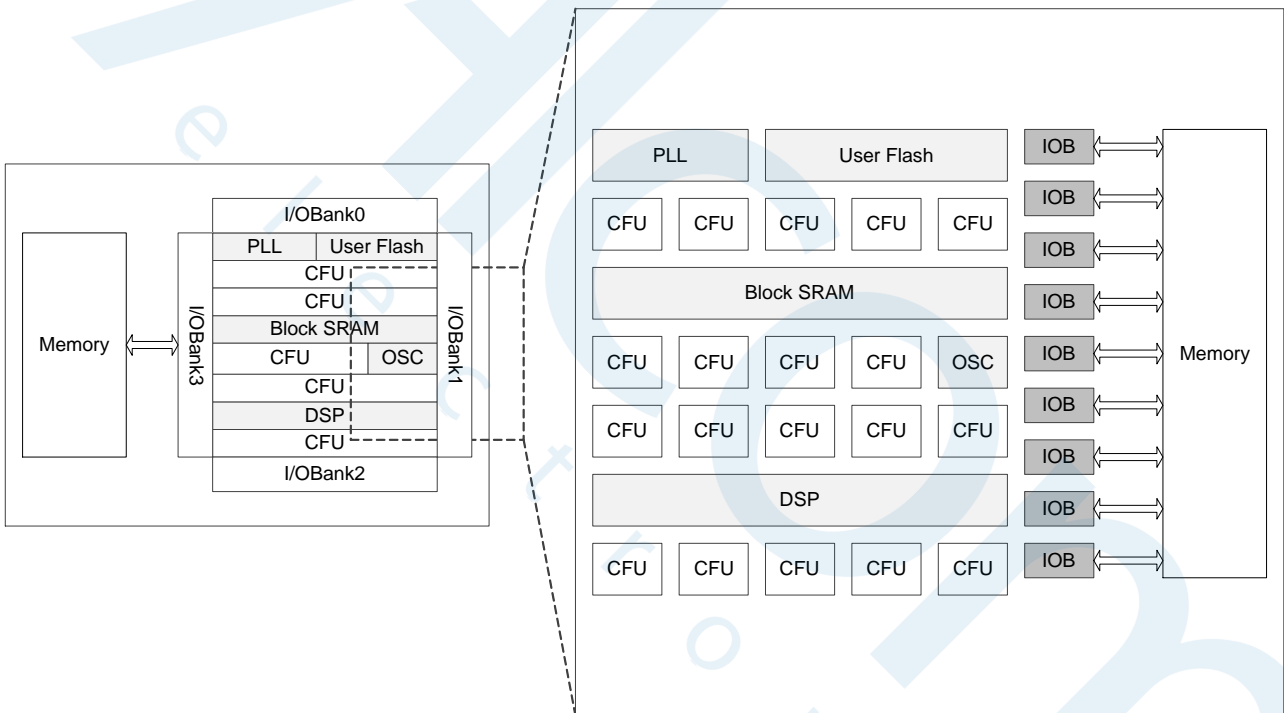 I/OBank0
PLL User Flash
CFU
CFU
Block SRAM
CFU OSC
CFU
DSP
CFU
I/OBank2
Memory
I/OBank3
I/OBank1
PLL User Flash IOB
IOB
CFU CFU CFU CFU CFU
IOB
Block SRAM IOB
CFU CFU CFU CFU OSC IOB
Memory
CFU CFU CFU CFU CFU IOB
IOB
DSP IOB
CFU CFU CFU CFU CFU IOB
e l e c t r o